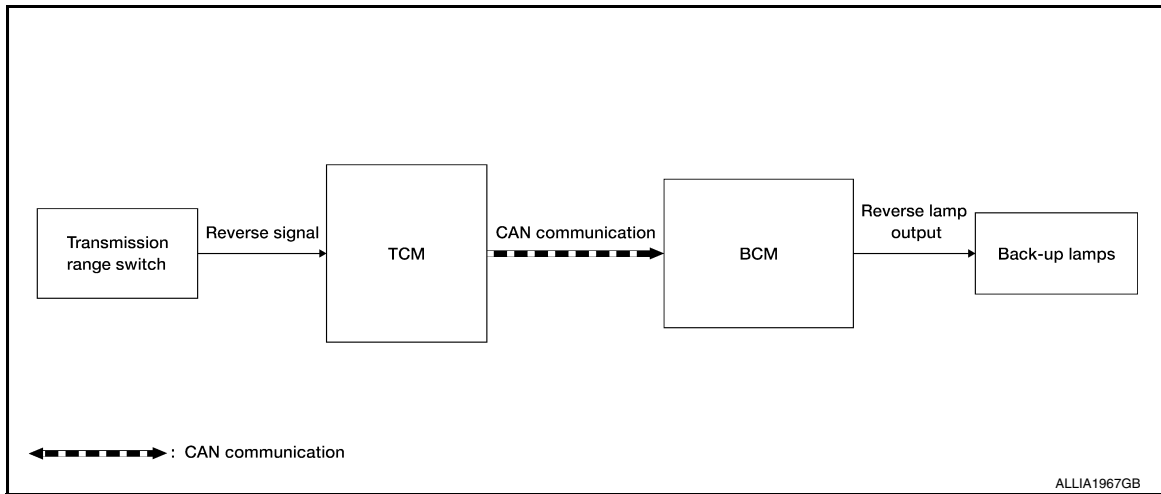 Transmission
range switch
Reverse signal
TCM
CAN communication
BCM
Reverse lamp
output
Back-up lamps
: CAN communication
ALLIA1967GB